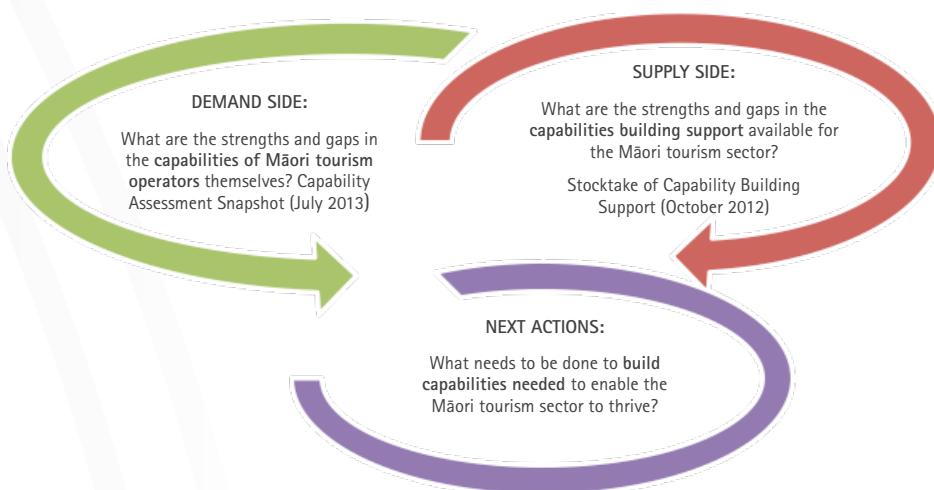 DEMAND SIDE:
What are the strengths and gaps in
the capabilities of Māori tourism
operators themselves? Capability
Assessment Snapshot (July 2013)
SUPPLY SIDE:
What are the strengths and gaps in the
capabilities building support available for
the Māori tourism sector?
Stocktake of Capability Building
Support (October 2012)
NEXT ACTIONS:
What needs to be done to build
capabilities needed to enable the
Māori tourism sector to thrive?